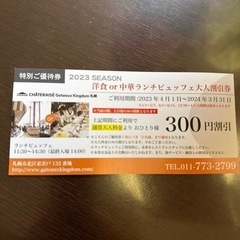 特別ご優待券
2023 SEASON
CHATERAISE Gateaux Kingdom 札幌
洋食 or 中華ランチビュッフェ大人割引券
ご利用期間:2023年4月1日~2024年3月31日
上記期間にご利用で
通常大人料金より お一人様
300円割引
ランチビュッフェ
11:30~14:30(最終入場14:00)
札幌市北区東茨戸132番地
http://www.gateauxkingdom.com/
TEL.011-773-2799